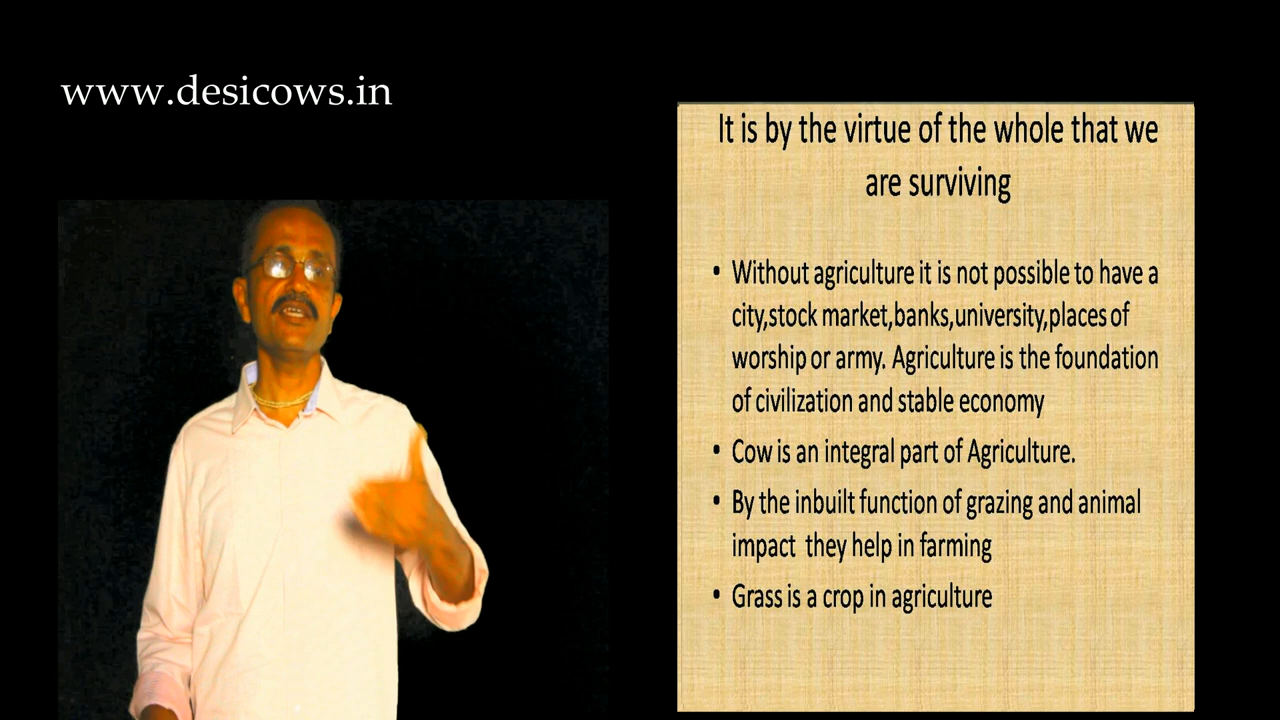 www.desicows.in
It is by the virtue of the whole that we
are surviving
• Without agriculture it is not possible to have a
city,stock market,banks,university,places of
worship or army. Agriculture is the foundation
of civilization and stable economy
• Cow is an integral part of Agriculture.
• By the inbuilt function of grazing and animal
impact they help in farming
• Grass is a crop in agriculture